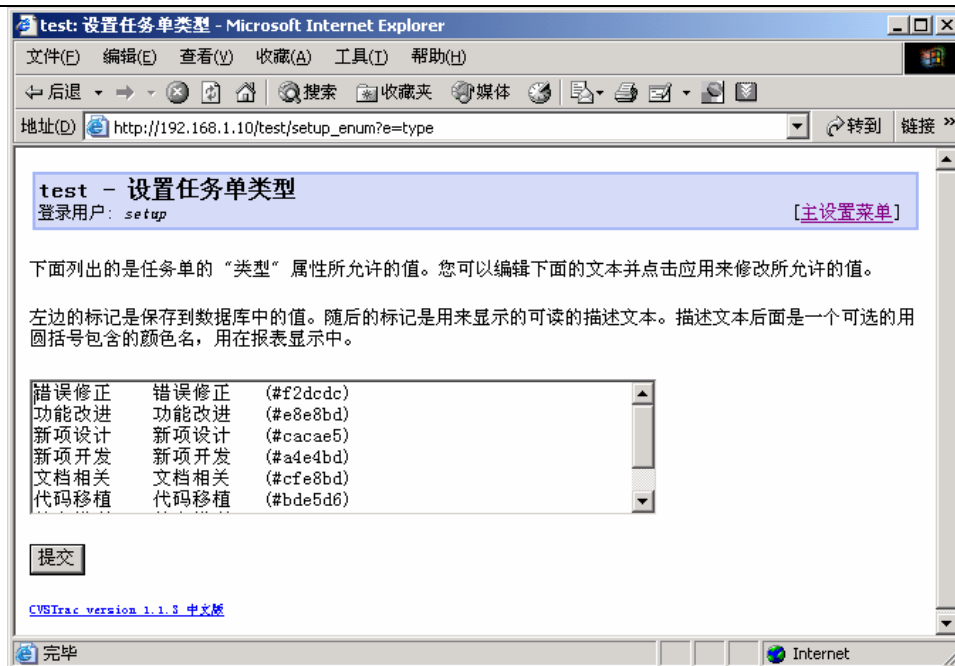 test: 设置任务单类型 - Microsoft Internet Explorer
文件(F) 编辑(E) 查看(V) 收藏(A) 工具(T) 帮助(H)
后退 搜索 收藏夹 媒体
地址(D) http://192.168.1.10/test/setup_enum?e=type 转到 链接 »
test - 设置任务单类型
登录用户: setup [主设置菜单]
下面列出的是任务单的“类型”属性所允许的值。您可以编辑下面的文本并点击应用来修改所允许的值。
左边的标记是保存到数据库中的值。随后的标记是用来显示的可读的描述文本。描述文本后面是一个可选的用
圆括号包含的颜色名，用在报表显示中。
错误修正 错误修正 (#f2dcdc)
功能改进 功能改进 (#e8e8bd)
新项设计 新项设计 (#cacae5)
新项开发 新项开发 (#a4e4bd)
文档相关 文档相关 (#cfe8bd)
代码移植 代码移植 (#bde5d6)
提交
CVSTrac version 1.1.3 中文版
完毕 Internet